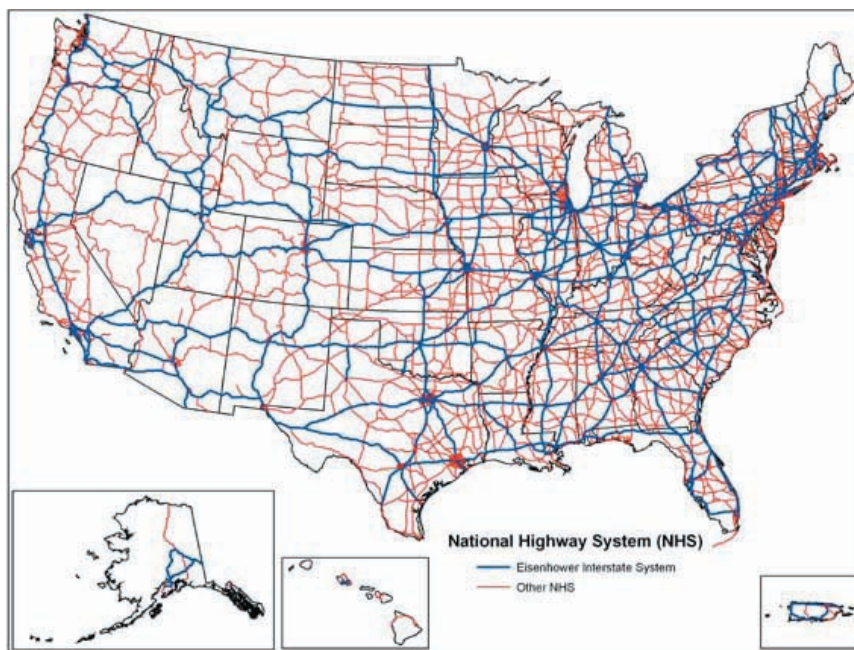 National Highway System (NHS)
Eisenhower Interstate System
Other NHS